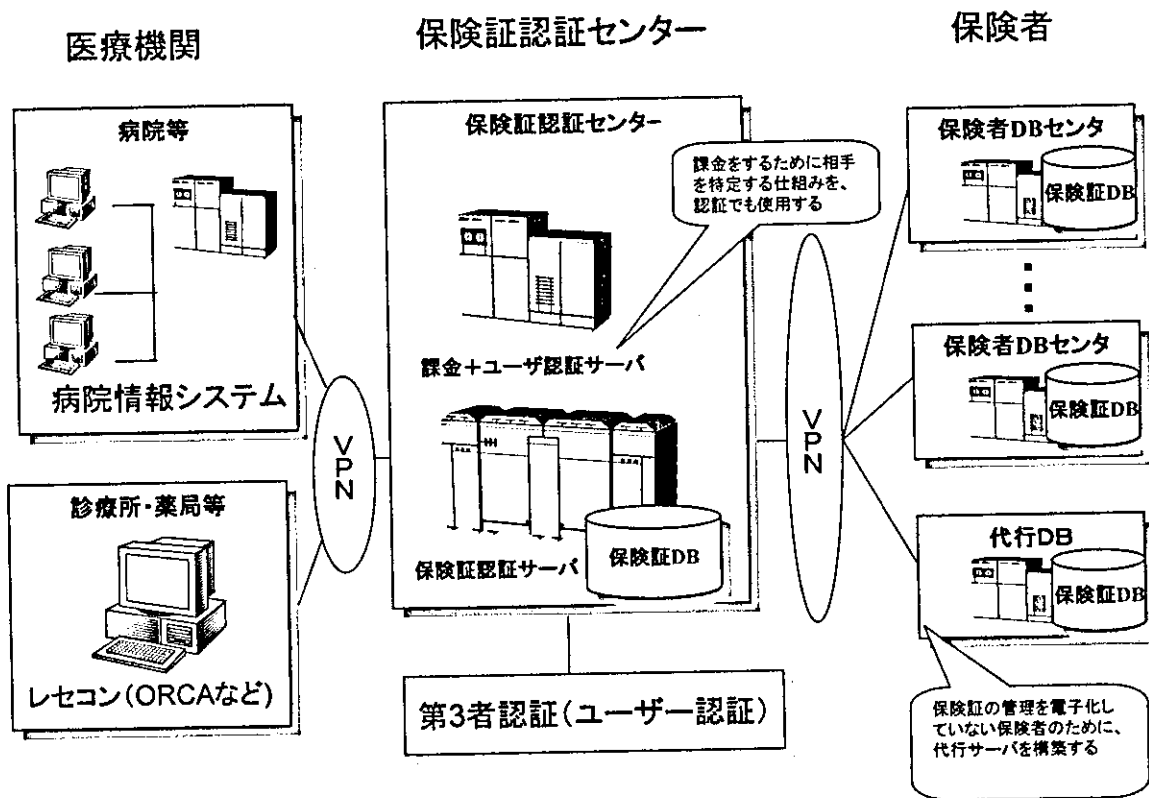 医療機関
保険証認証センター
保険者
病院等
病院情報システム
診療所・薬局等
レセコン(ORCAなど)
VPN
保険証認証センター
課金をするために相手
を特定する仕組みを、
認証でも使用する
課金+ユーザ認証サーバ
保険証認証サーバ
保険証DB
第3者認証(ユーザー認証)
VPN
保険者DBセンタ
保険証DB
保険者DBセンタ
保険証DB
代行DB
保険証DB
保険証の管理を電子化し
ていない保険者のために、
代行サーバを構築する